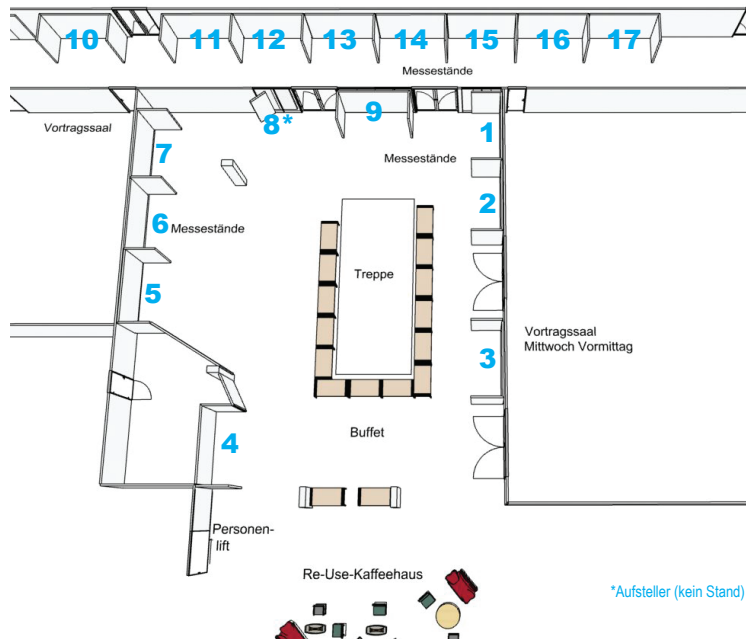 10 11 12 13 14 15 16 17
Messestände
Vortragssaal
8*
9
1
7
Messestände
2
6 Messestände
Treppe
5
Vortragssaal
Mittwoch Vormittag
3
Buffet
4
Personen-
lift
Re-Use-Kaffeehaus
*Aufsteller (kein Stand)